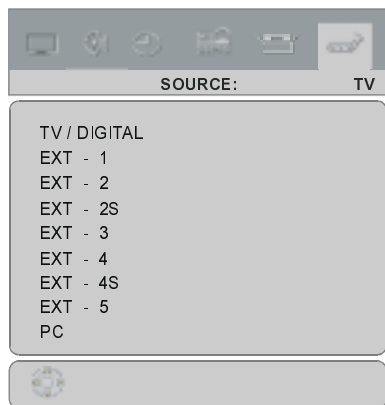 SOURCE: TV
TV / DIGITAL
EXT - 1
EXT - 2
EXT - 2S
EXT - 3
EXT - 4
EXT - 4S
EXT - 5
PC